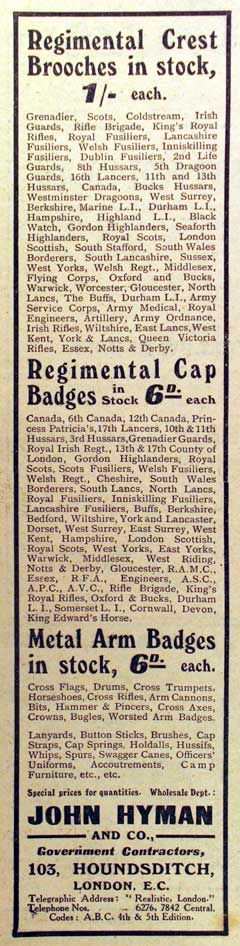 Regimental Crest
Brooches in stock,
1/- each.
Grenadier, Scots, Coldstream, Irish
Guards, Rifle Brigade, King's Royal
Rifles, Royal Fusiliers, Lancashire
Fusiliers, Welsh Fusiliers, Inniskilling
Fusiliers, Dublin Fusiliers, 2nd Life
Guards, 8th Hussars, 5th Dragoon
Guards, 16th Lancers, 11th and 13th
Hussars, Canada, Bucks Hussars,
Westminster Dragoons, West Surrey,
Berkshire, Marine L.I., Durham L.I.,
Hampshire, Highland L.I., Black
Watch, Gordon Highlanders, Seaforth
Highlanders, Royal Scots, London
Scottish, South Stafford, South Wales
Borderers, South Lancashire, Sussex,
West Yorks, Welsh Regt., Middlesex,
Flying Corps, Oxford and Bucks,
Warwick, Worcester, Gloucester, North
Lancs, The Buffs, Durham L.I., Army
Service Corps, Army Medical, Royal
Engineers, Artillery, Army Ordnance,
Irish Rifles, Wiltshire, East Lancs, West
Kent, York & Lancs, Queen Victoria
Rifles, Essex, Notts & Derby.
Regimental Cap
Badges in Stock 6D. each
Canada, 6th Canada, 12th Canada, Prin-
cess Patricia's, 17th Lancers, 10th & 11th
Hussars, 3rd Hussars, Grenadier Guards,
Royal Irish Regt., 13th & 17th County of
London, Gordon Highlanders, Royal
Scots, Scots Fusiliers, Welsh Fusiliers,
Welsh Regt., Cheshire, South Wales
Borderers, South Lancs, North Lancs,
Royal Fusiliers, Inniskilling Fusiliers,
Lancashire Fusiliers, Buffs, Berkshire,
Bedford, Wiltshire, York and Lancaster,
Dorset, West Surrey, East Surrey, West
Kent, Hampshire, London Scottish,
Royal Scots, West Yorks, East Yorks,
Warwick, Middlesex, West Riding,
Notts & Derby, Gloucester, R.A.M.C.,
Essex, R.F.A., Engineers, A.S.C.,
A.P.C., A.V.C., Rifle Brigade, King's
Royal Rifles, Oxford & Bucks, Durham
L.I., Somerset L.I., Cornwall, Devon,
King Edward's Horse.
Metal Arm Badges
in stock, 6D. each.
Cross Flags, Drums, Cross Trumpets,
Horseshoes, Cross Rifles, Arm Cannons,
Bits, Hammer & Pincers, Cross Axes,
Crowns, Bugles, Worsted Arm Badges.
Lanyards, Button Sticks, Brushes, Cap
Straps, Cap Springs, Holdalls, Hussifs,
Whips, Spurs, Swagger Canes, Officers'
Uniforms, Accoutrements, Camp
Furniture, etc., etc.
Special prices for quantities. Wholesale Dept.:
JOHN HYMAN
AND CO.,
Government Contractors,
103, HOUNDSDITCH,
LONDON, E.C.
Telegraphic Address: "Realistic, London."
Telephone Nos. - 6276, 7842 Central.
Codes: A.B.C. 4th & 5th Edition.